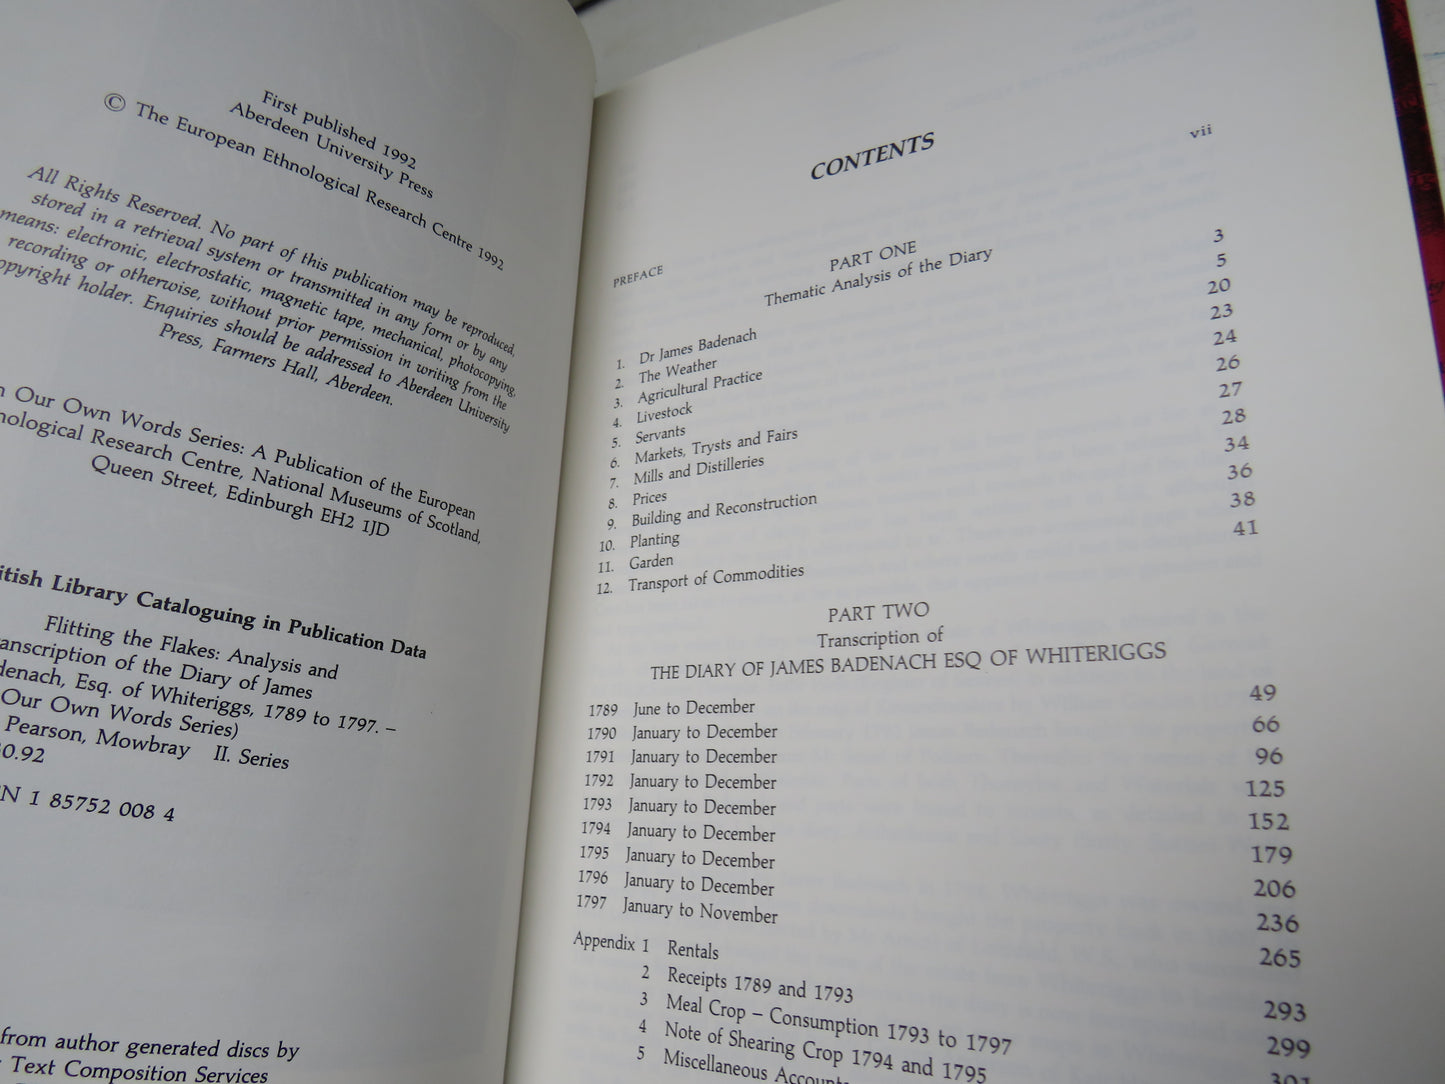 First published 1992
Aberdeen University Press
© The European Ethnological Research Centre 1992
All Rights Reserved. No part of this publication may be reproduced,
stored in a retrieval system or transmitted in any form or by any
means: electronic, electrostatic, magnetic tape, mechanical, photocopying,
recording or otherwise, without prior permission in writing from the
opyright holder. Enquiries should be addressed to Aberdeen University
Press, Farmers Hall, Aberdeen.
n Our Own Words Series: A Publication of the European
nological Research Centre, National Museums of Scotland,
Queen Street, Edinburgh EH2 1JD
itish Library Cataloguing in Publication Data
Flitting the Flakes: Analysis and
anscription of the Diary of James
denach, Esq. of Whiteriggs, 1789 to 1797. –
Our Own Words Series)
Pearson, Mowbray II. Series
0.92
N 1 85752 008 4
from author generated discs by
Text Composition Services
CONTENTS
PREFACE vii
PART ONE
Thematic Analysis of the Diary
1. Dr James Badenach 3
2. The Weather 5
3. Agricultural Practice 20
4. Livestock 23
5. Servants 24
6. Markets, Trysts and Fairs 26
7. Mills and Distilleries 27
8. Prices 28
9. Building and Reconstruction 34
10. Planting 36
11. Garden 38
12. Transport of Commodities 41
PART TWO
Transcription of
THE DIARY OF JAMES BADENACH ESQ OF WHITERIGGS
1789 June to December 49
1790 January to December 66
1791 January to December 96
1792 January to December 125
1793 January to December 152
1794 January to December 179
1795 January to December 206
1796 January to December 236
1797 January to November 265
Appendix 1 Rentals 293
2 Receipts 1789 and 1793 299
3 Meal Crop – Consumption 1793 to 1797 301
4 Note of Shearing Crop 1794 and 1795
5 Miscellaneous Accou